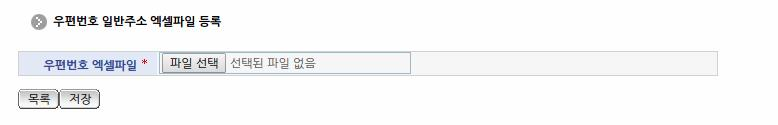 우편번호 일반주소 엑셀파일 등록
우편번호 엑셀파일 * 파일 선택 선택된 파일 없음
목록 저장